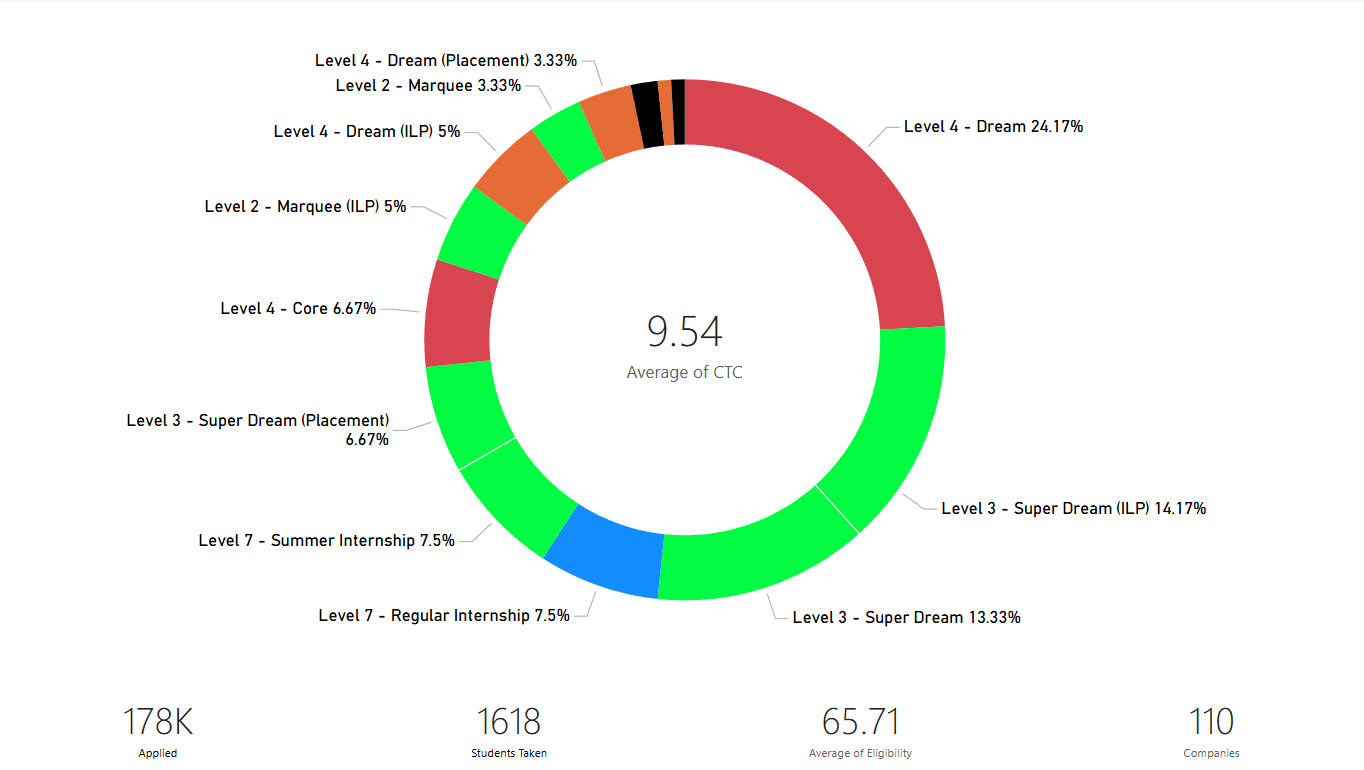 Level 4 - Dream (Placement) 3.33%
Level 2 - Marquee 3.33%
Level 4 - Dream (ILP) 5%
Level 4 - Dream 24.17%
Level 2 - Marquee (ILP) 5%
Level 4 - Core 6.67%
9.54
Average of CTC
Level 3 - Super Dream (Placement)
6.67%
Level 3 - Super Dream (ILP) 14.17%
Level 7 - Summer Internship 7.5%
Level 7 - Regular Internship 7.5%
Level 3 - Super Dream 13.33%
178K
Applied
1618
Students Taken
65.71
Average of Eligibility
110
Companies